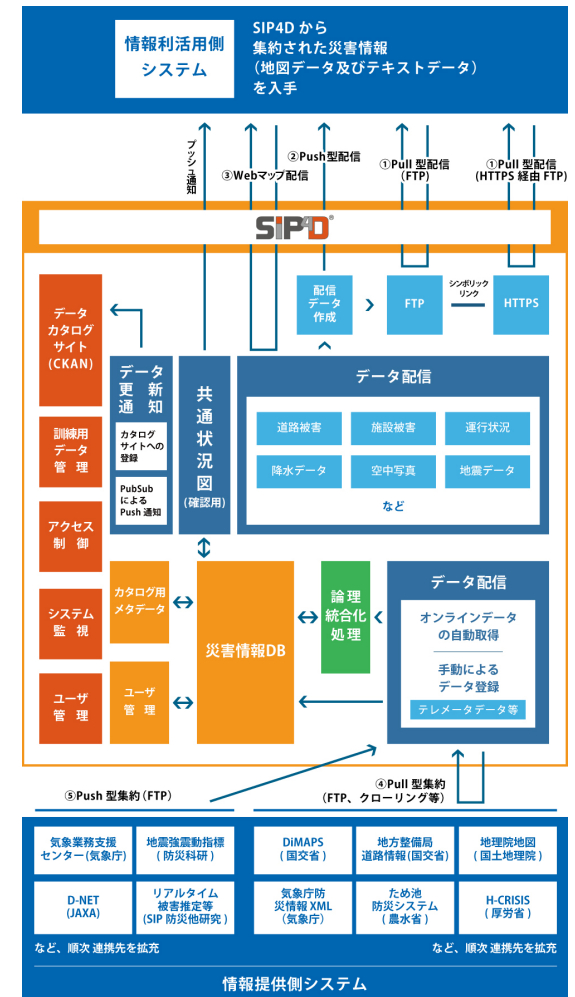 情報利活用側
システム
SIP4D から
集約された災害情報
（地図データ及びテキストデータ）
を入手
プッシュ通知
③Webマップ配信
②Push型配信
①Pull 型配信
(FTP)
①Pull 型配信
(HTTPS 経由 FTP)
SIP4D®
データ
カタログ
サイト
(CKAN)
訓練用
データ
管 理
アクセス
制 御
システム
監 視
ユーザ
管 理
データ
更 新
通 知
カタログ
サイトへの
登録
PubSub
による
Push 通知
共通状況図
(確認用)
配信
データ
作成
FTP
シンボリック
リンク
HTTPS
データ配信
道路被害
施設被害
運行状況
降水データ
空中写真
地震データ
など
カタログ用
メタデータ
ユーザ
管 理
災害情報DB
論 理
統合化
処 理
データ配信
オンラインデータ
の自動取得
手動による
データ登録
テレメータデータ等
⑤Push 型集約 (FTP)
④Pull 型集約
（FTP、クローリング等）
気象業務支援
センター(気象庁)
地震強震動指標
( 防災科研 )
D-NET
(JAXA)
リアルタイム
被害推定等
(SIP 防災他研究 )
など、順次 連携先を拡充
DiMAPS
( 国交省 )
地方整備局
道路情報(国交省)
地理院地図
( 国土地理院 )
気象庁防
災情報 XML
（気象庁）
ため池
防災システム
( 農水省 )
H-CRISIS
( 厚労省 )
など、順次 連携先を拡充
情報提供側システム